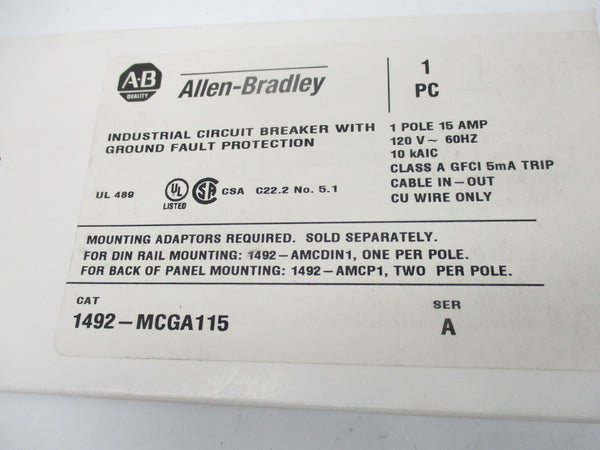 A-B
QUALITY
Allen-Bradley
1
PC
INDUSTRIAL CIRCUIT BREAKER WITH
GROUND FAULT PROTECTION
1 POLE 15 AMP
120 V~ 60HZ
10 kAIC
CLASS A GFCI 5mA TRIP
CABLE IN-OUT
CU WIRE ONLY
UL 489
UL
LISTED
SA CSA C22.2 No. 5.1
MOUNTING ADAPTORS REQUIRED. SOLD SEPARATELY.
FOR DIN RAIL MOUNTING: 1492-AMCDIN1, ONE PER POLE.
FOR BACK OF PANEL MOUNTING: 1492-AMCP1, TWO PER POLE.
CAT
1492-MCGA115
SER
A